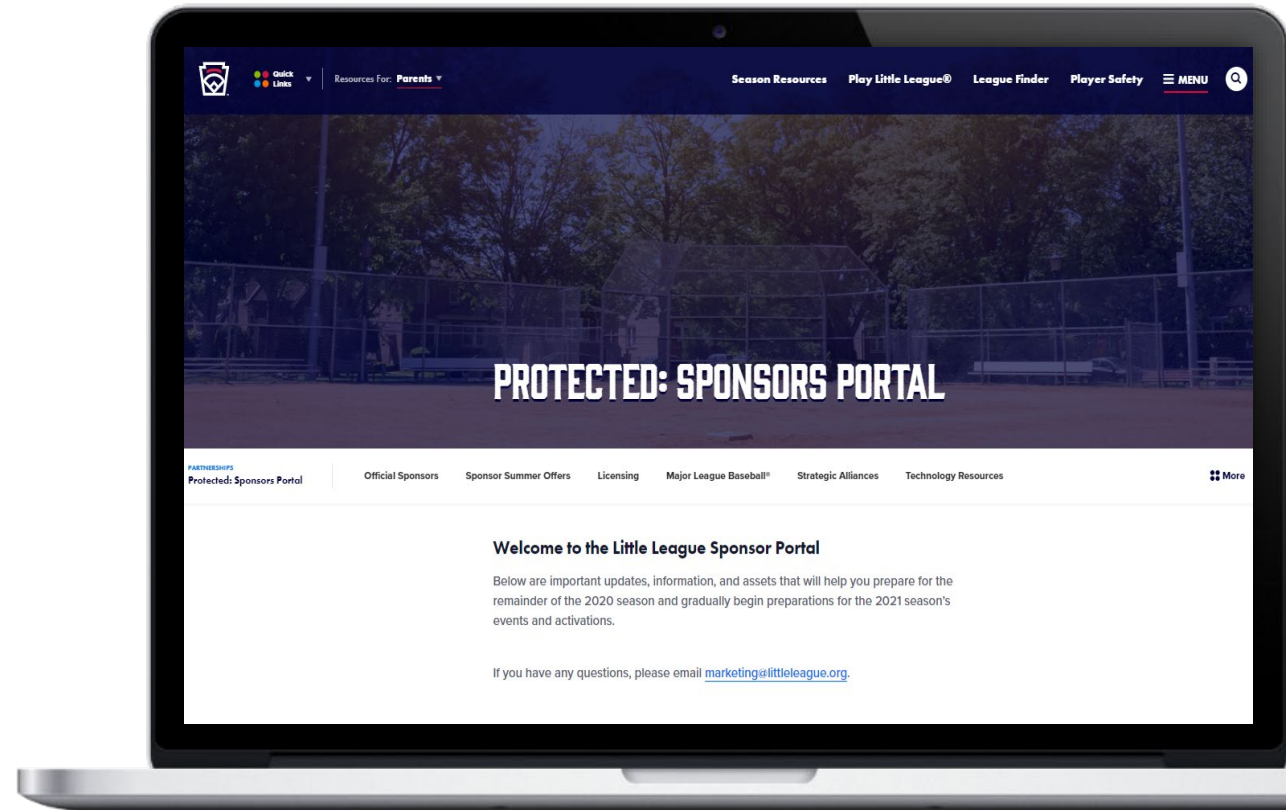 Quick
Links
Resources For: Parents
Season Resources
Play Little League®
League Finder
Player Safety
MENU
PROTECTED: SPONSORS PORTAL
PARTNERSHIPS
Protected: Sponsors Portal
Official Sponsors
Sponsor Summer Offers
Licensing
Major League Baseball®
Strategic Alliances
Technology Resources
More
Welcome to the Little League Sponsor Portal
Below are important updates, information, and assets that will help you prepare for the
remainder of the 2020 season and gradually begin preparations for the 2021 season's
events and activations.
If you have any questions, please email marketing@littleleague.org.